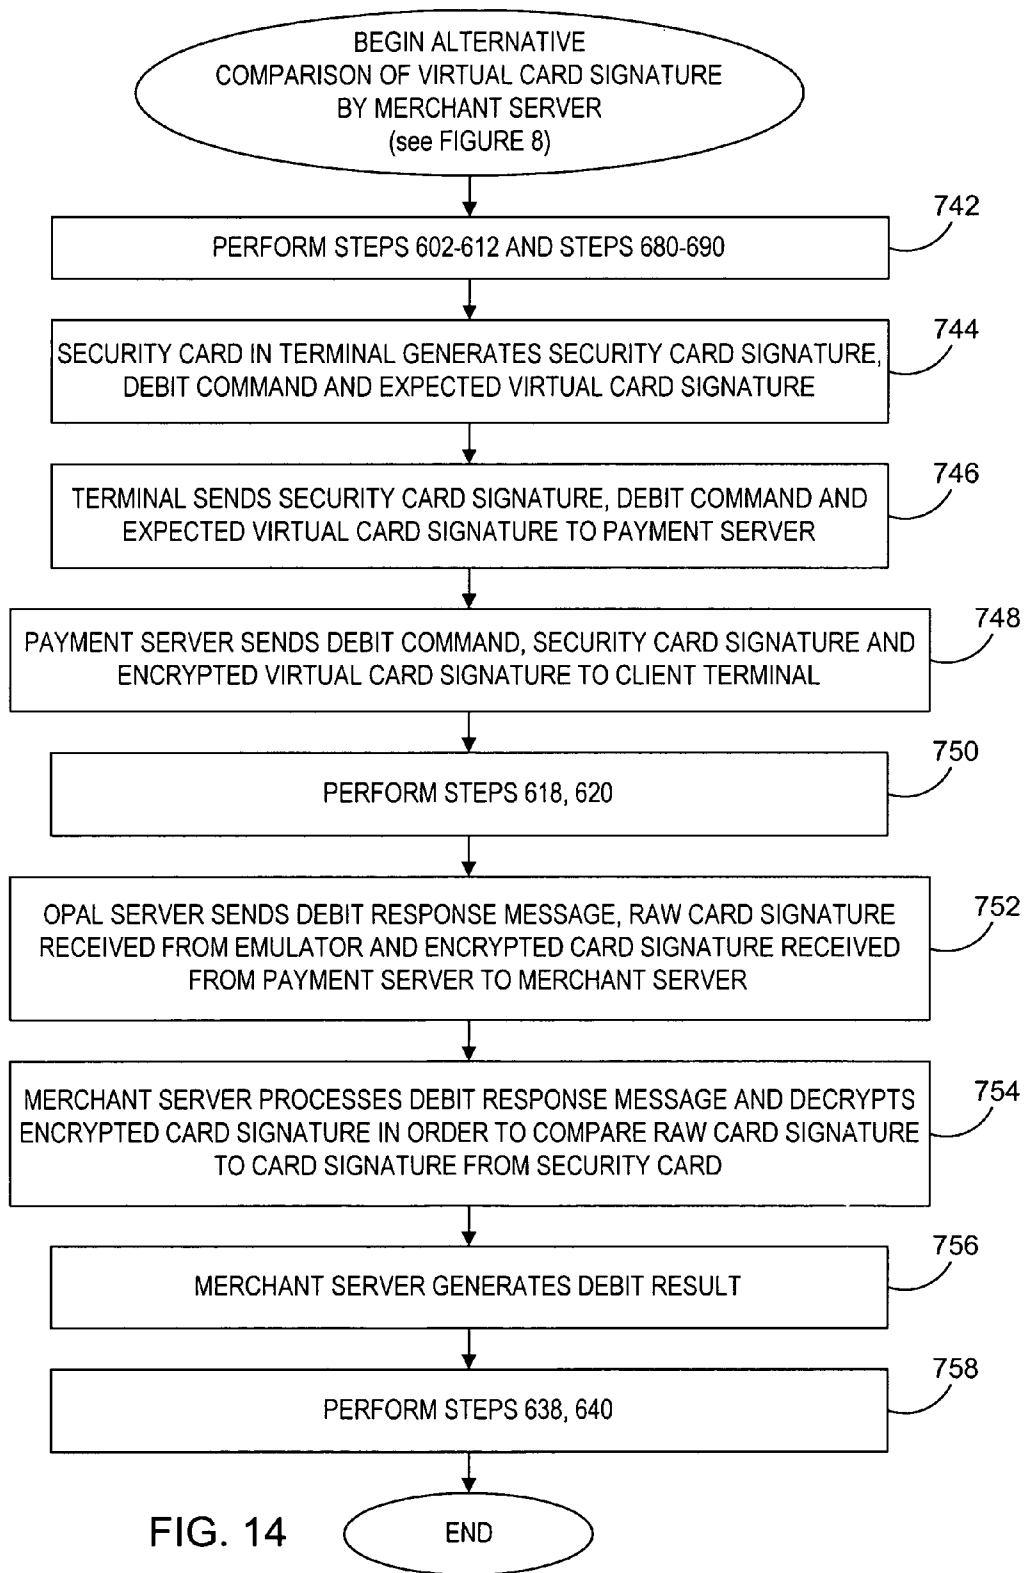 BEGIN ALTERNATIVE
COMPARISON OF VIRTUAL CARD SIGNATURE
BY MERCHANT SERVER
(see FIGURE 8)
742
PERFORM STEPS 602-612 AND STEPS 680-690
744
SECURITY CARD IN TERMINAL GENERATES SECURITY CARD SIGNATURE,
DEBIT COMMAND AND EXPECTED VIRTUAL CARD SIGNATURE
746
TERMINAL SENDS SECURITY CARD SIGNATURE, DEBIT COMMAND AND
EXPECTED VIRTUAL CARD SIGNATURE TO PAYMENT SERVER
748
PAYMENT SERVER SENDS DEBIT COMMAND, SECURITY CARD SIGNATURE AND
ENCRYPTED VIRTUAL CARD SIGNATURE TO CLIENT TERMINAL
750
PERFORM STEPS 618, 620
752
OPAL SERVER SENDS DEBIT RESPONSE MESSAGE, RAW CARD SIGNATURE
RECEIVED FROM EMULATOR AND ENCRYPTED CARD SIGNATURE RECEIVED
FROM PAYMENT SERVER TO MERCHANT SERVER
754
MERCHANT SERVER PROCESSES DEBIT RESPONSE MESSAGE AND DECRYPTS
ENCRYPTED CARD SIGNATURE IN ORDER TO COMPARE RAW CARD SIGNATURE
TO CARD SIGNATURE FROM SECURITY CARD
756
MERCHANT SERVER GENERATES DEBIT RESULT
758
PERFORM STEPS 638, 640
FIG. 14
END